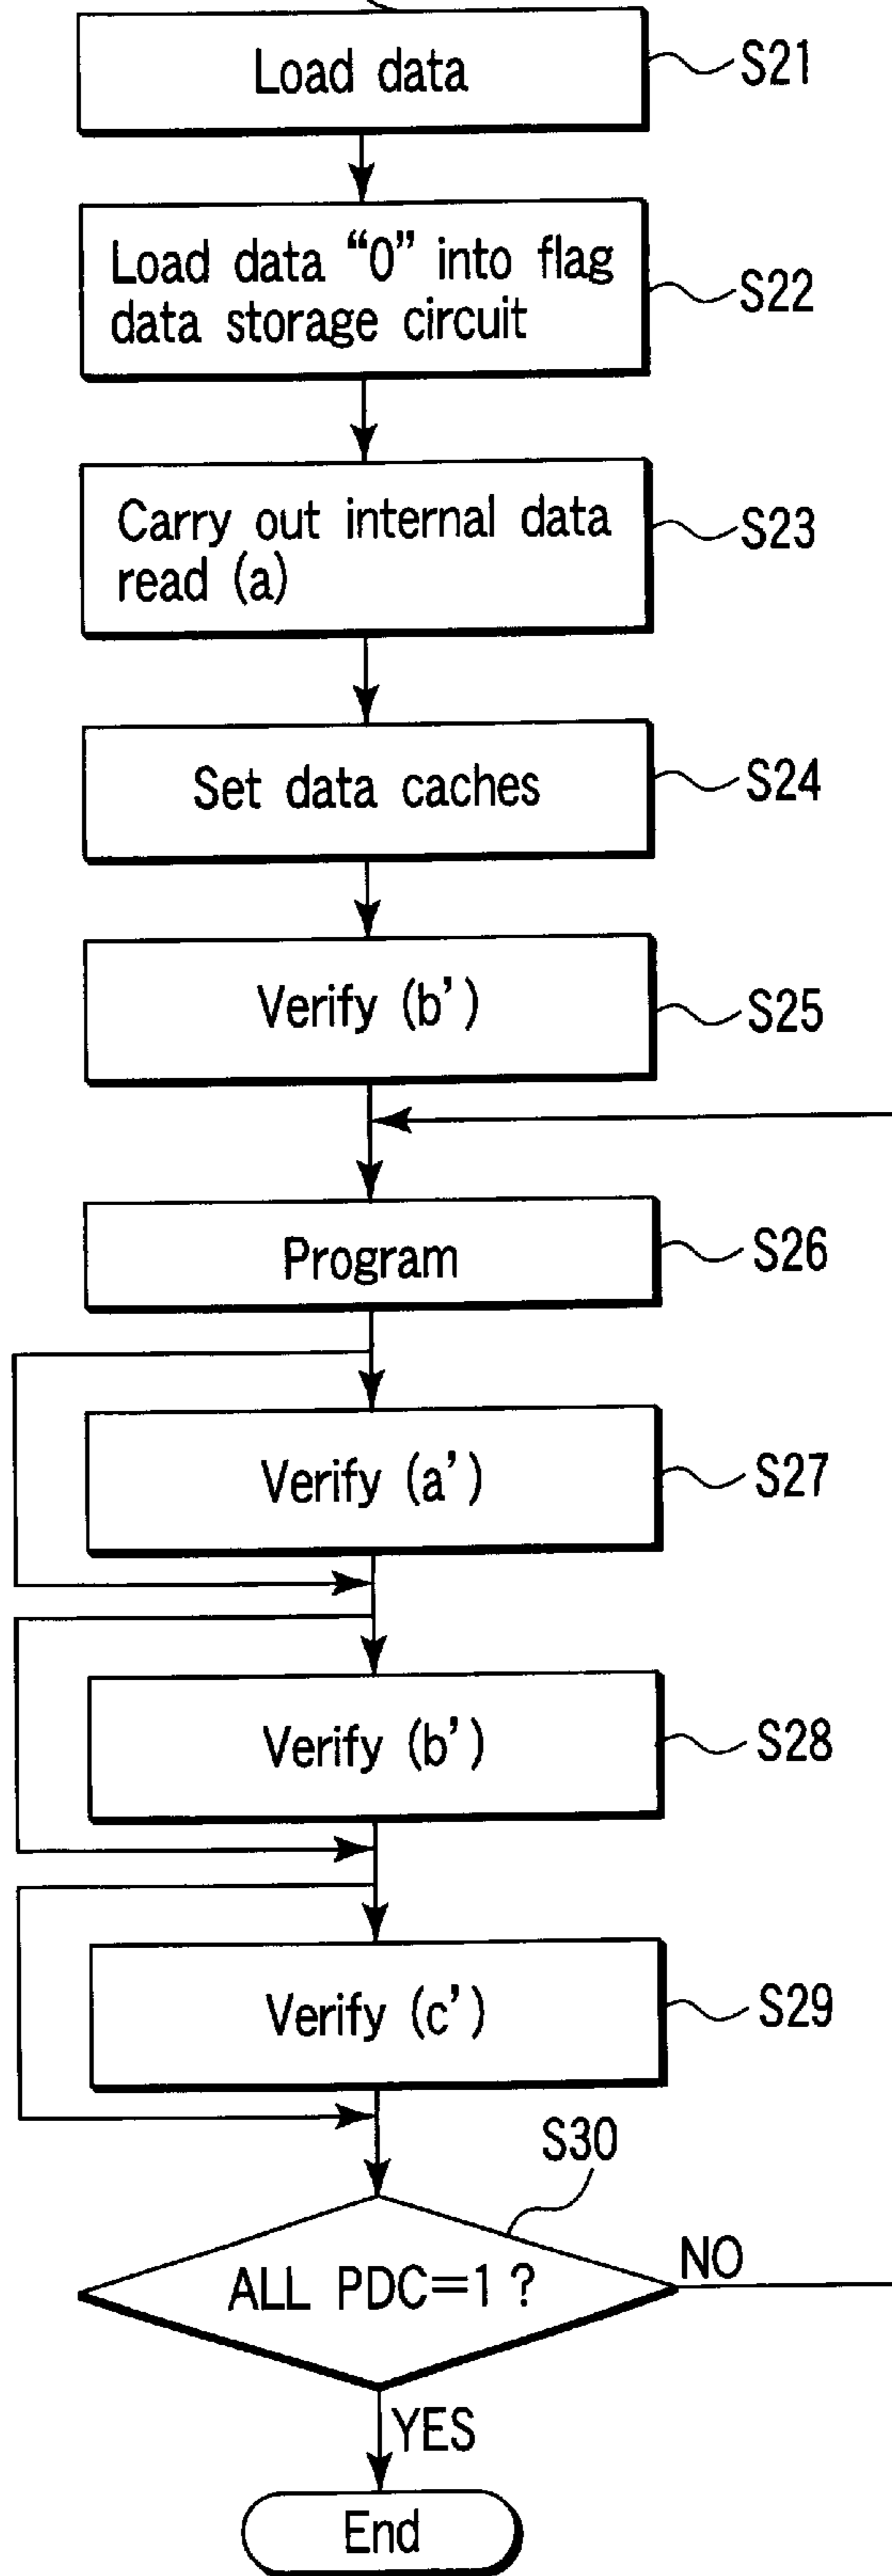 Load data
S21
Load data “0” into flag
data storage circuit
S22
Carry out internal data
read (a)
S23
Set data caches
S24
Verify (b’)
S25
Program
S26
Verify (a’)
S27
Verify (b’)
S28
Verify (c’)
S29
S30
ALL PDC=1 ?
NO
YES
End